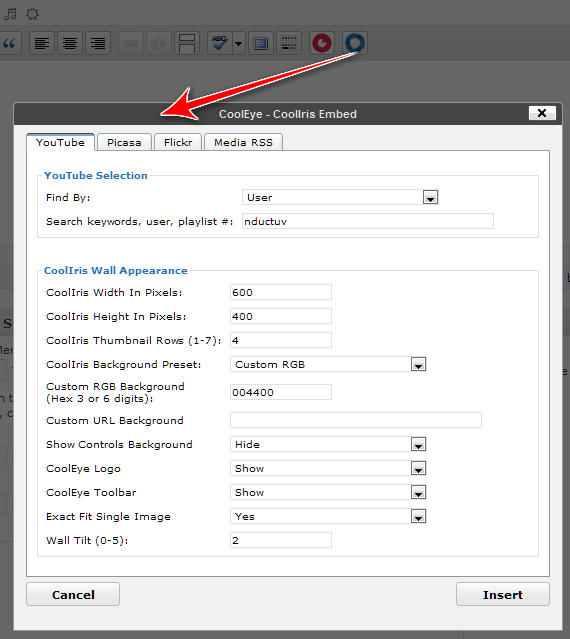 ABC
CoolEye - CoolIris Embed
YouTube Picasa Flickr Media RSS
YouTube Selection
Find By: User
Search keywords, user, playlist #: nductuv
CoolIris Wall Appearance
CoolIris Width In Pixels: 600
CoolIris Height In Pixels: 400
CoolIris Thumbnail Rows (1-7): 4
CoolIris Background Preset: Custom RGB
Custom RGB Background
(Hex 3 or 6 digits): 004400
Custom URL Background
Show Controls Background Hide
CoolEye Logo Show
CoolEye Toolbar Show
Exact Fit Single Image Yes
Wall Tilt (0-5): 2
Cancel Insert